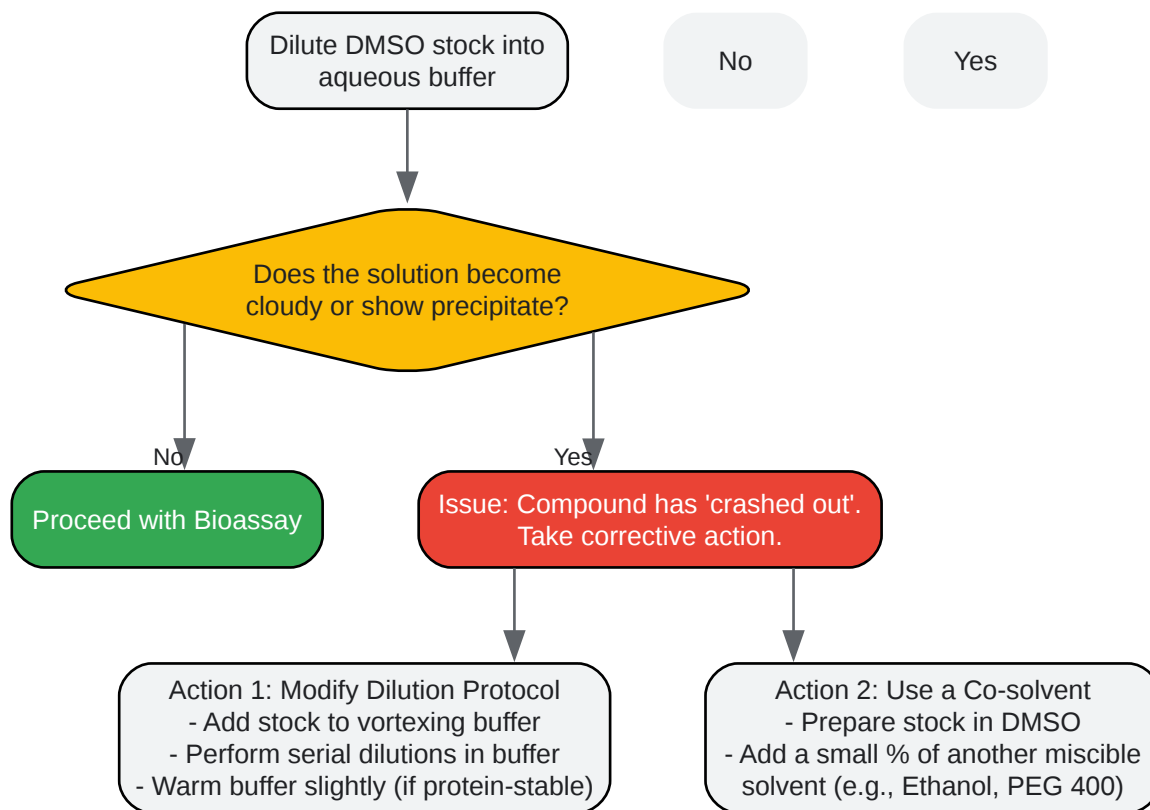 Dilute DMSO stock into
aqueous buffer
No
Yes
Does the solution become
cloudy or show precipitate?
No
Yes
Proceed with Bioassay
Issue: Compound has 'crashed out'.
Take corrective action.
Action 1: Modify Dilution Protocol
- Add stock to vortexing buffer
- Perform serial dilutions in buffer
- Warm buffer slightly (if protein-stable)
Action 2: Use a Co-solvent
- Prepare stock in DMSO
- Add a small % of another miscible
solvent (e.g., Ethanol, PEG 400)